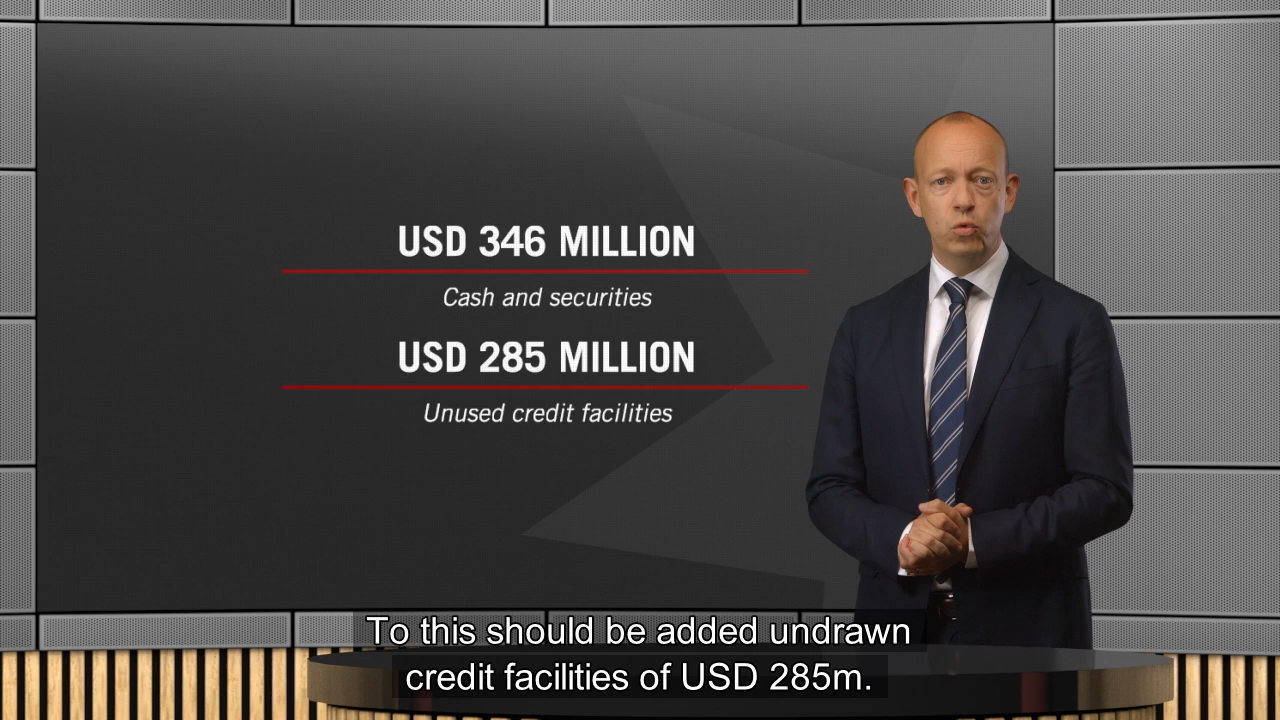 USD 346 MILLION
Cash and securities
USD 285 MILLION
Unused credit facilities
To this should be added undrawn
credit facilities of USD 285m.